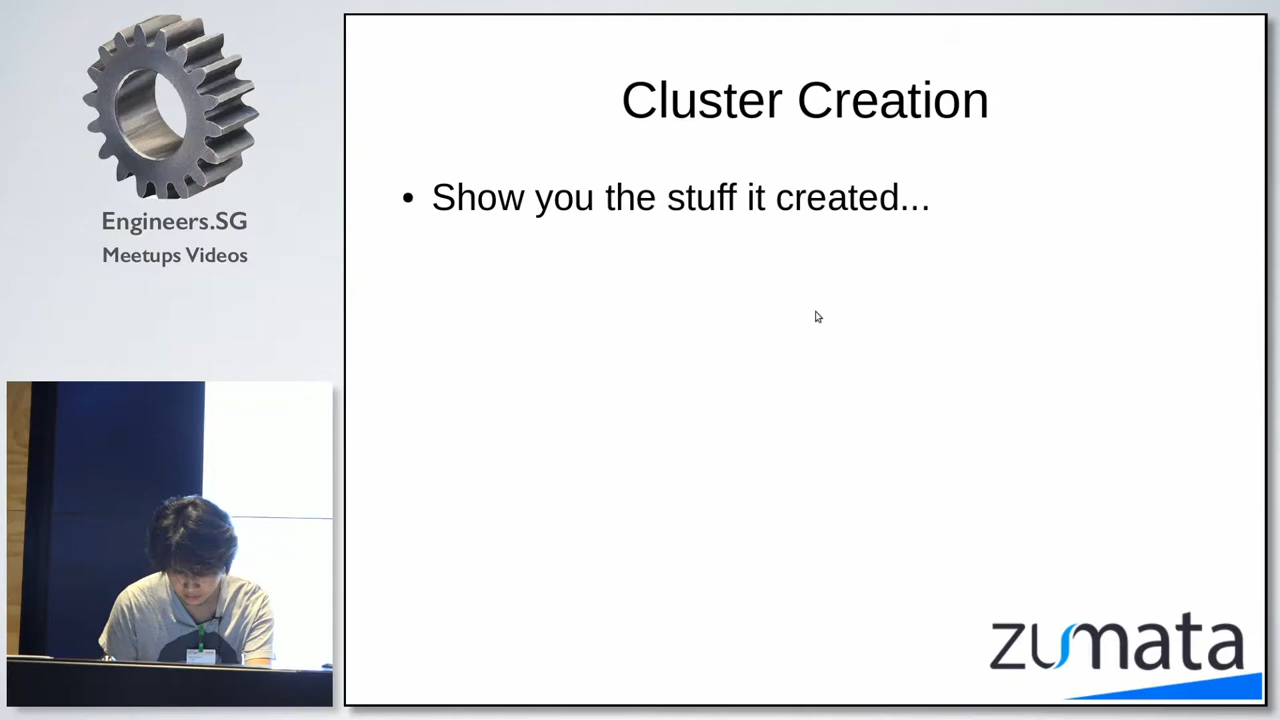 Engineers.SG
Meetups Videos
Cluster Creation
• Show you the stuff it created...
zumata